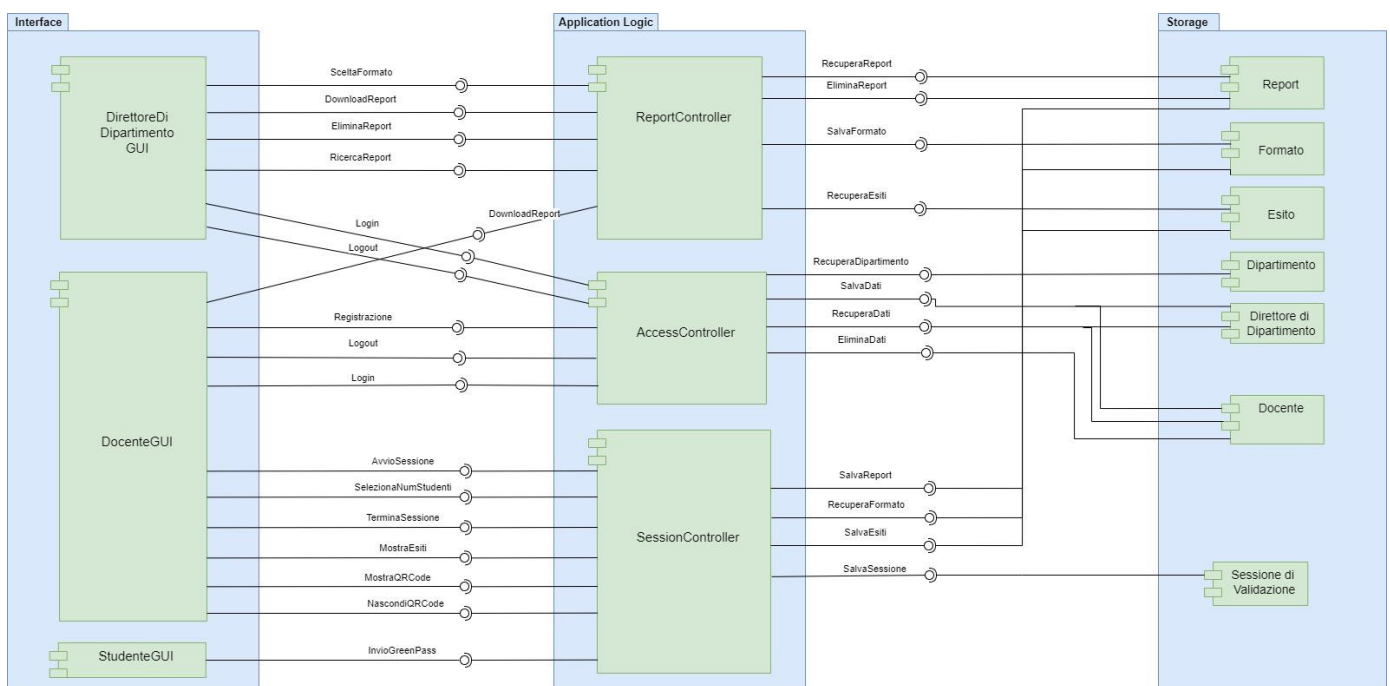 Interface
Application Logic
Storage
DirettoreDi
Dipartimento
GUI
SceltaFormato
DownloadReport
EliminaReport
RicercaReport
Login
Logout
DownloadReport
ReportController
RecuperaReport
EliminaReport
SalvaFormato
RecuperaEsiti
Report
Formato
Esito
DocenteGUI
Registrazione
Logout
Login
AccessController
RecuperaDipartimento
SalvaDati
RecuperaDati
EliminaDati
Dipartimento
Direttore di
Dipartimento
Docente
AvvioSessione
SelezionaNumStudenti
TerminaSessione
MostraEsiti
MostraQRCode
NascondiQRCode
SessionController
SalvaReport
RecuperaFormato
SalvaEsiti
SalvaSessione
Sessione di
Validazione
StudenteGUI
InvioGreenPass